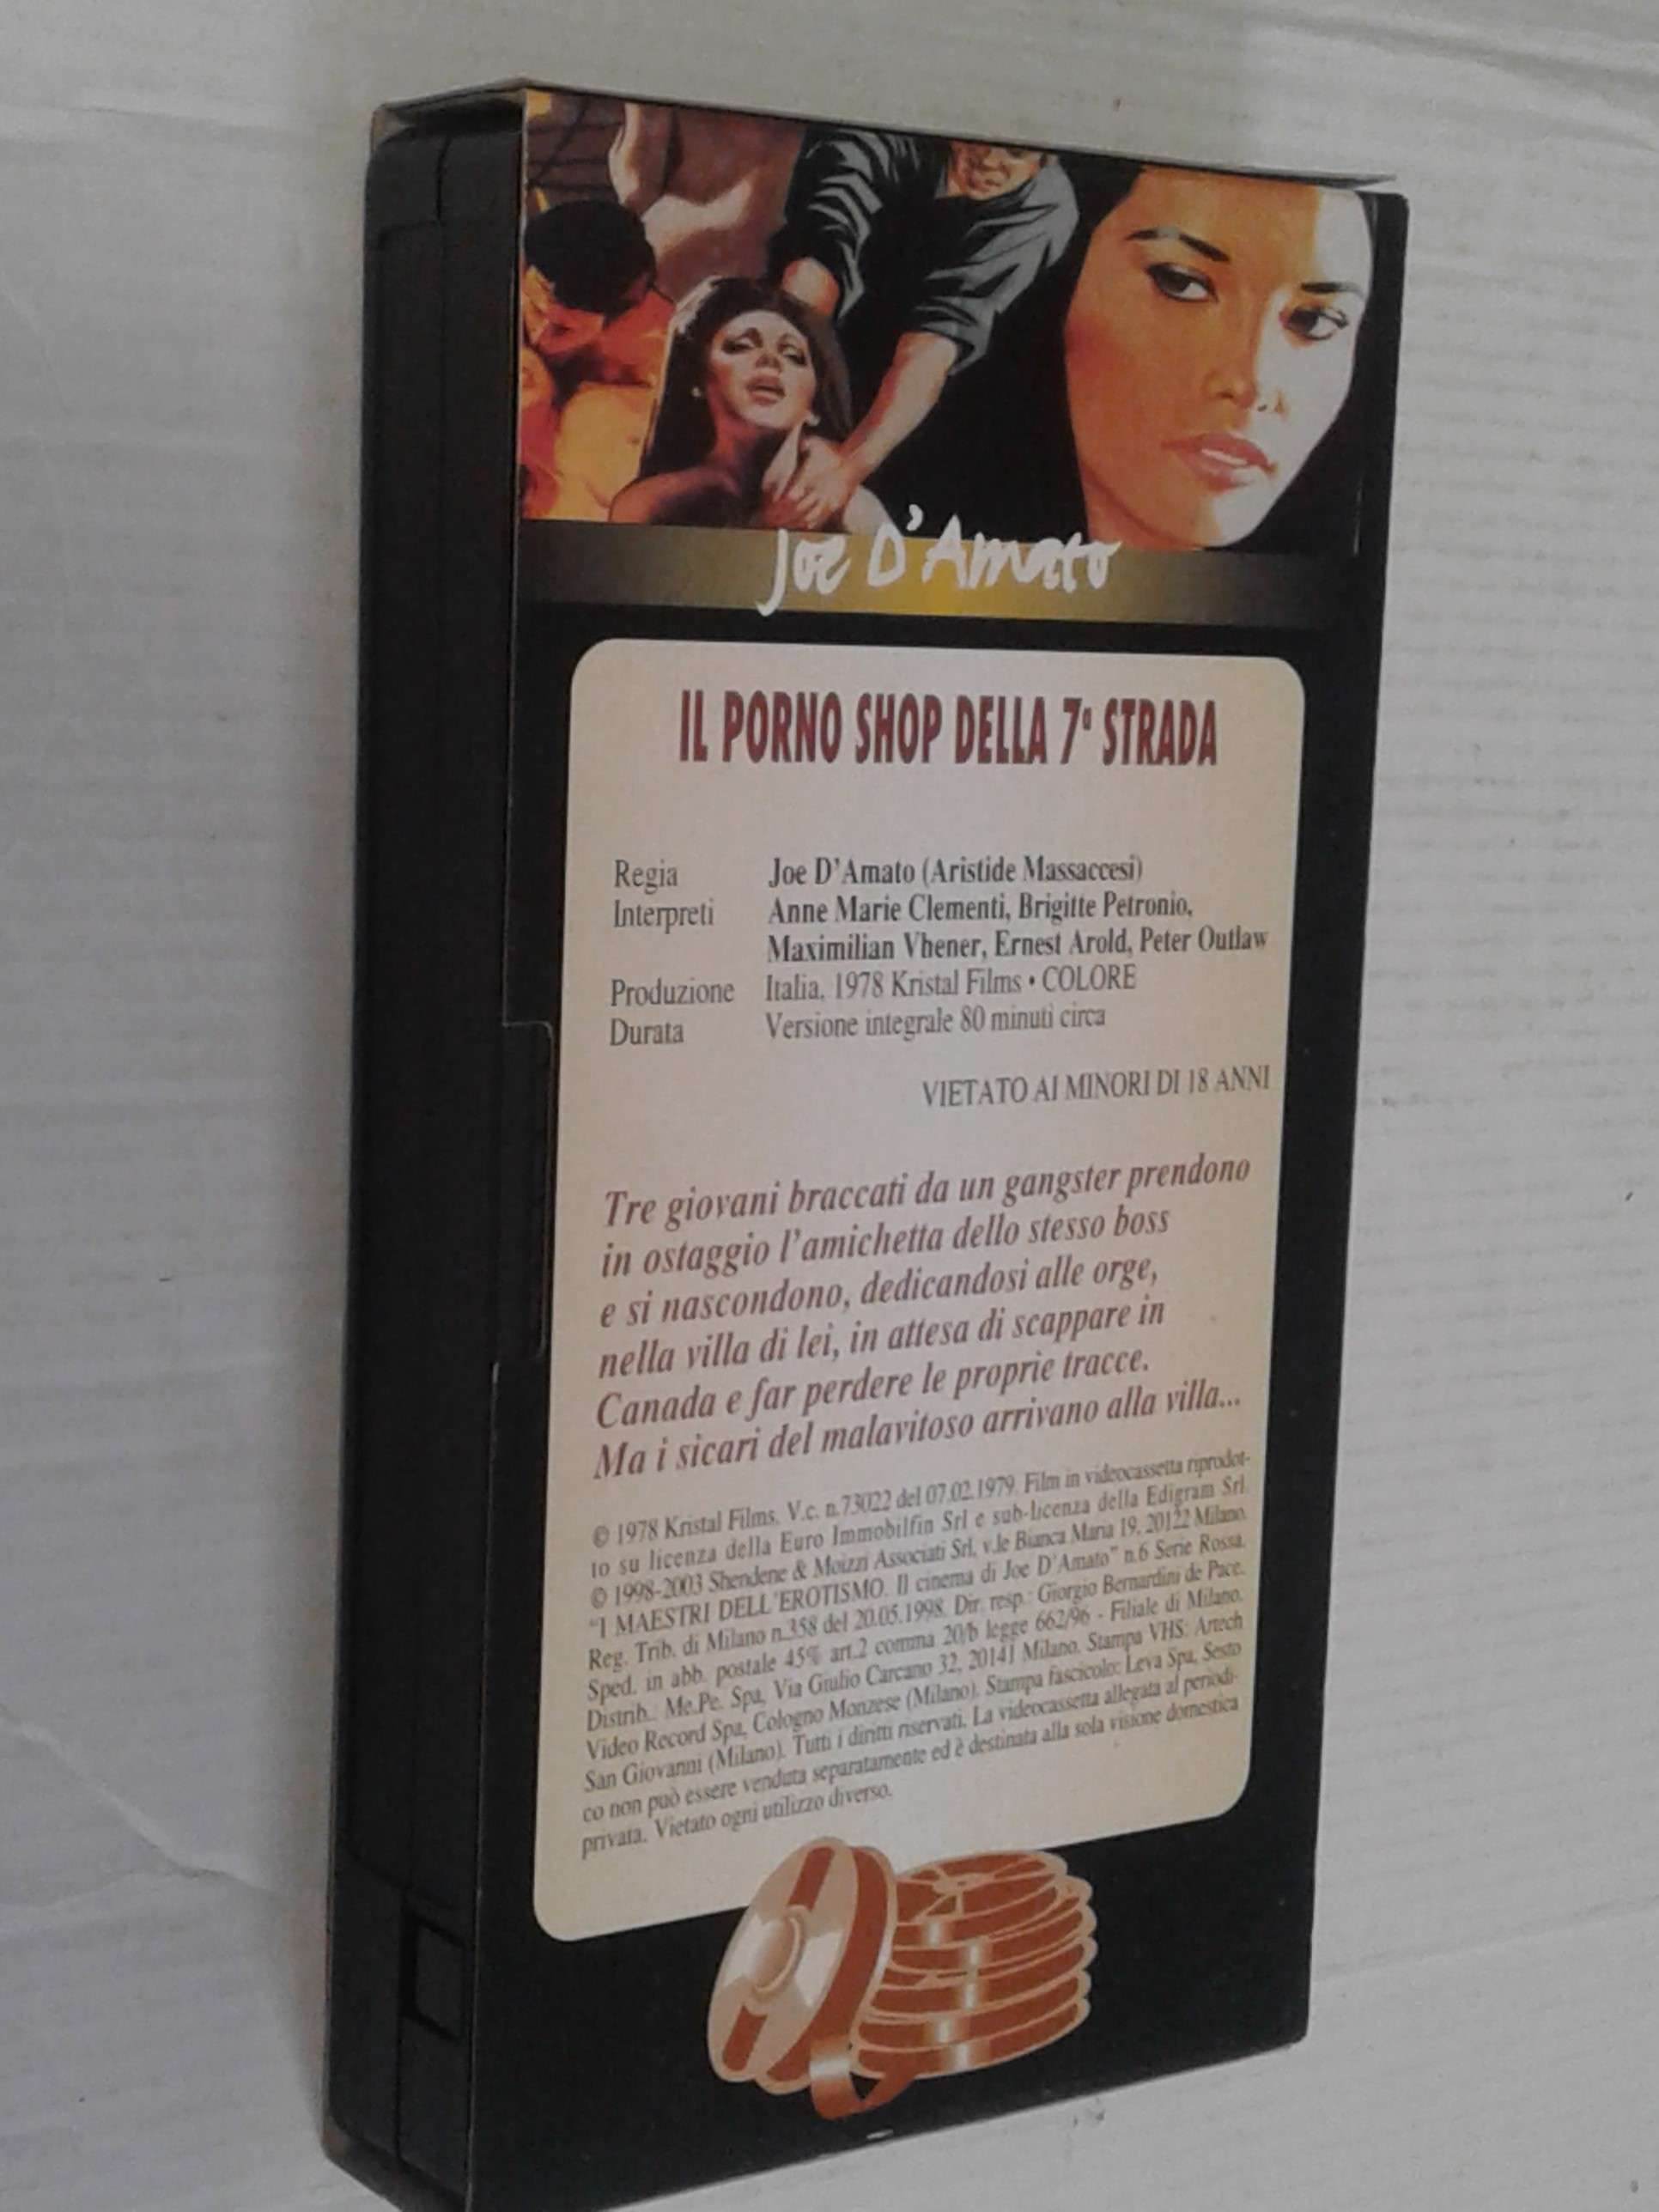 Joe D'Amato
IL PORNO SHOP DELLA 7ª STRADA
Regia Joe D'Amato (Aristide Massaccesi)
Interpreti Anne Marie Clementi, Brigitte Petronio,
Maximilian Vhener, Ernest Arold, Peter Outlaw
Produzione Italia, 1978 Kristal Films • COLORE
Durata Versione integrale 80 minuti circa
VIETATO AI MINORI DI 18 ANNI
Tre giovani braccati da un gangster prendono
in ostaggio l'amichetta dello stesso boss
e si nascondono, dedicandosi alle orge,
nella villa di lei, in attesa di scappare in
Canada e far perdere le proprie tracce.
Ma i sicari del malavitoso arrivano alla villa...
© 1978 Kristal Films. V.c. n.73022 del 07.02.1979. Film in videocassetta riprodot-
to su licenza della Euro Immobilfin Srl e sub-licenza della Edigram Srl.
© 1998-2003 Shendene & Moizzi Associati Srl, v.le Bianca Maria 19, 20122 Milano.
"I MAESTRI DELL'EROTISMO. Il cinema di Joe D'Amato" n.6 Serie Rossa.
Reg. Trib. di Milano n.358 del 20.05.1998. Dir. resp.: Giorgio Bernardini de Pace.
Sped. in abb. postale 45% art.2 comma 20/b legge 662/96 - Filiale di Milano.
Distrib.: Me.Pe. Spa, Via Giulio Carcano 32, 20141 Milano. Stampa VHS: Artech
Video Record Spa, Cologno Monzese (Milano). Stampa fascicolo: Leva Spa, Sesto
San Giovanni (Milano). Tutti i diritti riservati. La videocassetta allegata al periodi-
co non può essere venduta separatamente ed è destinata alla sola visione domestica
privata. Vietato ogni utilizzo diverso.